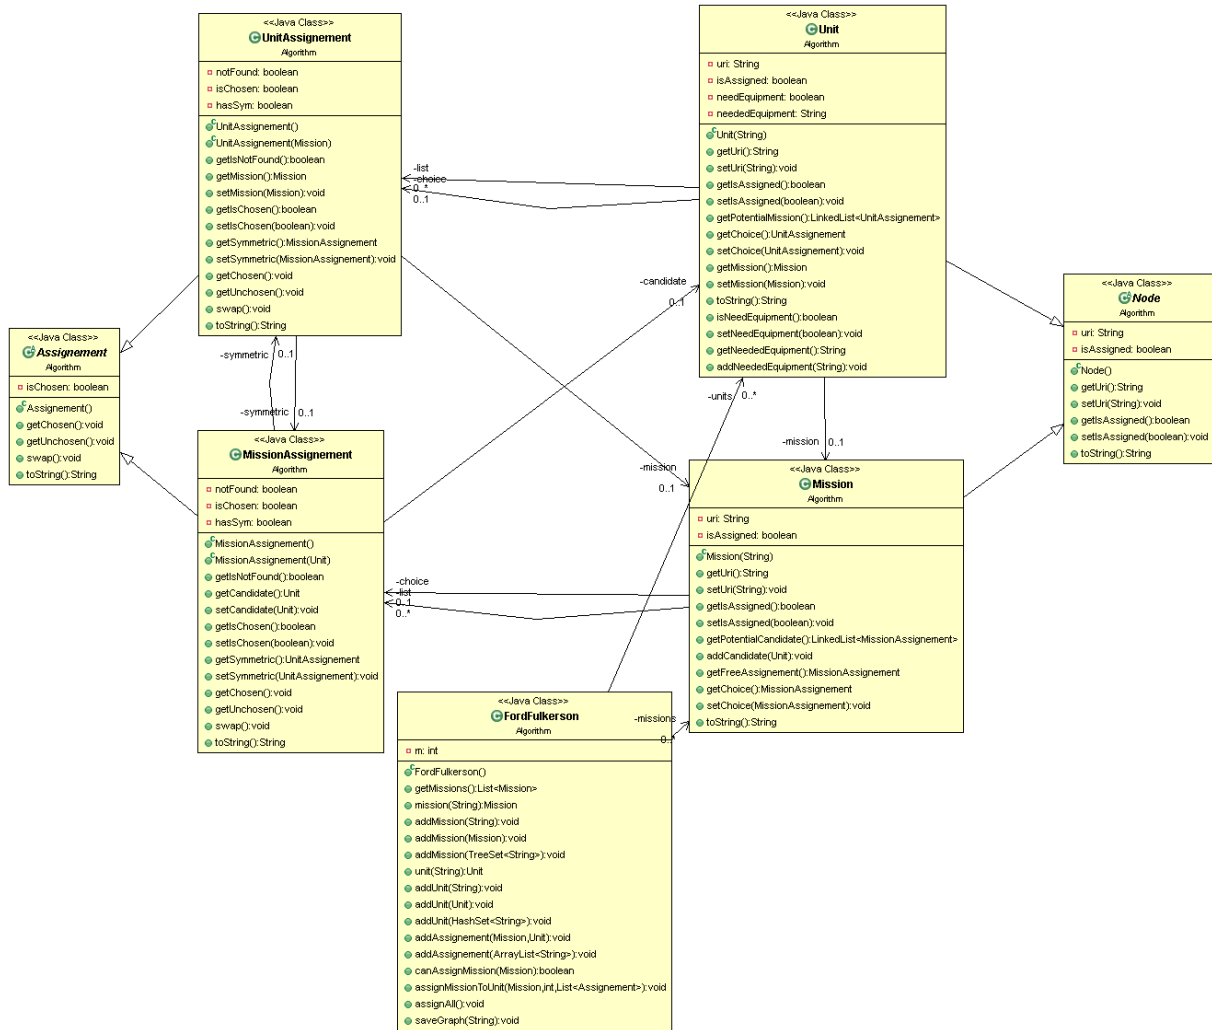 <<Java Class>>
UnitAssignement
Algorithm
notFound: boolean
isChosen: boolean
hasSym: boolean
UnitAssignement()
UnitAssignement(Mission)
getIsNotFound():boolean
getMission():Mission
setMission(Mission):void
getIsChosen():boolean
setIsChosen(boolean):void
getSymmetric():MissionAssignement
setSymmetric(MissionAssignement):void
getChosen():void
getUnchosen():void
swap():void
toString():String
<<Java Class>>
Unit
Algorithm
uri: String
isAssigned: boolean
needEquipment: boolean
neededEquipment: String
Unit(String)
getUri():String
setUri(String):void
getIsAssigned():boolean
setIsAssigned(boolean):void
getPotentialMission():LinkedList<UnitAssignement>
getChoice():UnitAssignement
setChoice(UnitAssignement):void
getMission():Mission
setMission(Mission):void
toString():String
isNeedEquipment():boolean
setNeedEquipment(boolean):void
getNeededEquipment():String
addNeededEquipment(String):void
-list
-choice
0..*
0..1
-candidate
0..1
<<Java Class>>
Node
Algorithm
uri: String
isAssigned: boolean
Node()
getUri():String
setUri(String):void
getIsAssigned():boolean
setIsAssigned(boolean):void
toString():String
<<Java Class>>
Assignement
Algorithm
isChosen: boolean
Assignement()
getChosen():void
getUnchosen():void
swap():void
toString():String
-symmetric
0..1
-symmetric
0..1
-units
0..*
-mission
0..1
-mission
0..1
<<Java Class>>
MissionAssignement
Algorithm
notFound: boolean
isChosen: boolean
hasSym: boolean
MissionAssignement()
MissionAssignement(Unit)
getIsNotFound():boolean
getCandidate():Unit
setCandidate(Unit):void
getIsChosen():boolean
setIsChosen(boolean):void
getSymmetric():UnitAssignement
setSymmetric(UnitAssignement):void
getChosen():void
getUnchosen():void
swap():void
toString():String
<<Java Class>>
Mission
Algorithm
uri: String
isAssigned: boolean
Mission(String)
getUri():String
setUri(String):void
getIsAssigned():boolean
setIsAssigned(boolean):void
getPotentialCandidate():LinkedList<MissionAssignement>
addCandidate(Unit):void
getFreeAssignement():MissionAssignement
getChoice():MissionAssignement
setChoice(MissionAssignement):void
toString():String
-choice
-list
0..1
0..*
<<Java Class>>
FordFulkerson
Algorithm
m: int
FordFulkerson()
getMissions():List<Mission>
mission(String):Mission
addMission(String):void
addMission(Mission):void
addMission(TreeSet<String>):void
unit(String):Unit
addUnit(String):void
addUnit(Unit):void
addUnit(HashSet<String>):void
addAssignement(Mission,Unit):void
addAssignement(ArrayList<String>):void
canAssignMission(Mission):boolean
assignMissionToUnit(Mission,int,List<Assignement>):void
assignAll():void
saveGraph(String):void
-missions
0..*